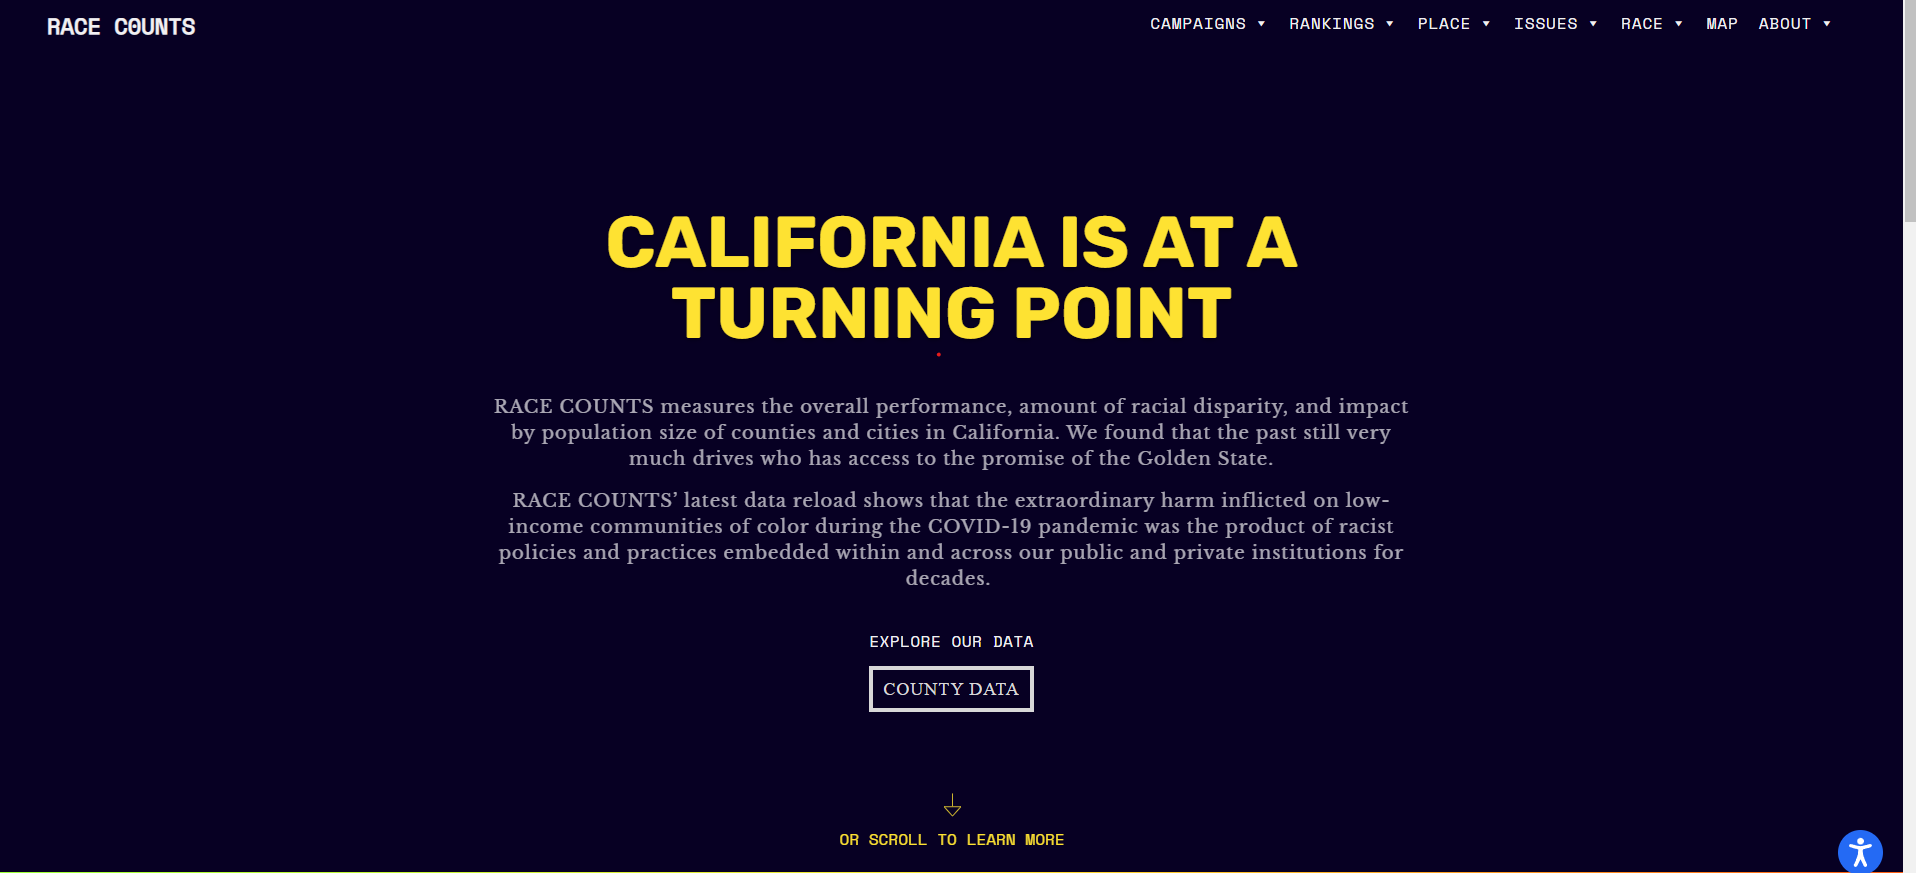 RACE COUNTS
CAMPAIGNS ▼ RANKINGS ▼ PLACE ▼ ISSUES ▼ RACE ▼ MAP ABOUT ▼
CALIFORNIA IS AT A
TURNING POINT
RACE COUNTS measures the overall performance, amount of racial disparity, and impact
by population size of counties and cities in California. We found that the past still very
much drives who has access to the promise of the Golden State.
RACE COUNTS’ latest data reload shows that the extraordinary harm inflicted on low-
income communities of color during the COVID-19 pandemic was the product of racist
policies and practices embedded within and across our public and private institutions for
decades.
EXPLORE OUR DATA
COUNTY DATA
OR SCROLL TO LEARN MORE